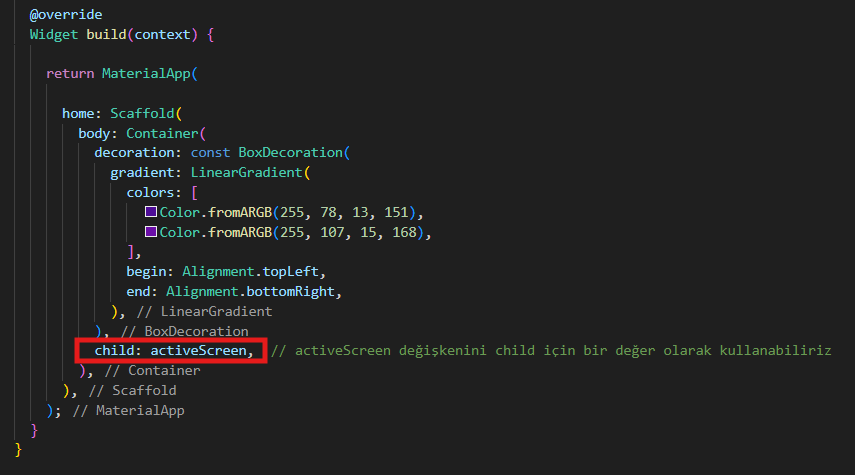 @override
Widget build(context) {
return MaterialApp(
home: Scaffold(
body: Container(
decoration: const BoxDecoration(
gradient: LinearGradient(
colors: [
Color.fromARGB(255, 78, 13, 151),
Color.fromARGB(255, 107, 15, 168),
],
begin: Alignment.topLeft,
end: Alignment.bottomRight,
), // LinearGradient
), // BoxDecoration
child: activeScreen, // activeScreen değişkenini child için bir değer olarak kullanabiliriz
), // Container
), // Scaffold
); // MaterialApp
}
}